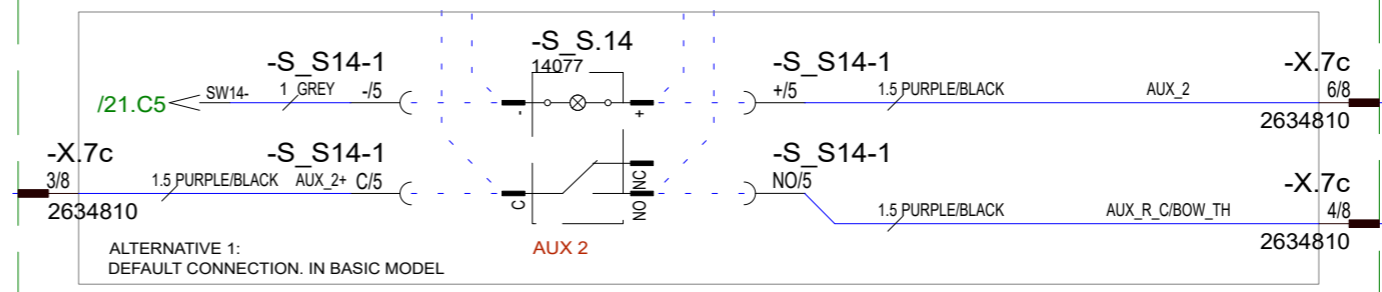 -S_S.14
14077
-S_S14-1
-S_S14-1
-X.7c
/21.C5
SW14-
1 GREY
-/5
-
+
+/5
1.5 PURPLE/BLACK
AUX_2
6/8
2634810
-X.7c
-S_S14-1
-S_S14-1
3/8
1.5 PURPLE/BLACK
AUX_2+
C/5
C
NO
NC
NO/5
-X.7c
2634810
1.5 PURPLE/BLACK
AUX_R_C/BOW_TH
4/8
2634810
ALTERNATIVE 1:
AUX 2
DEFAULT CONNECTION. IN BASIC MODEL